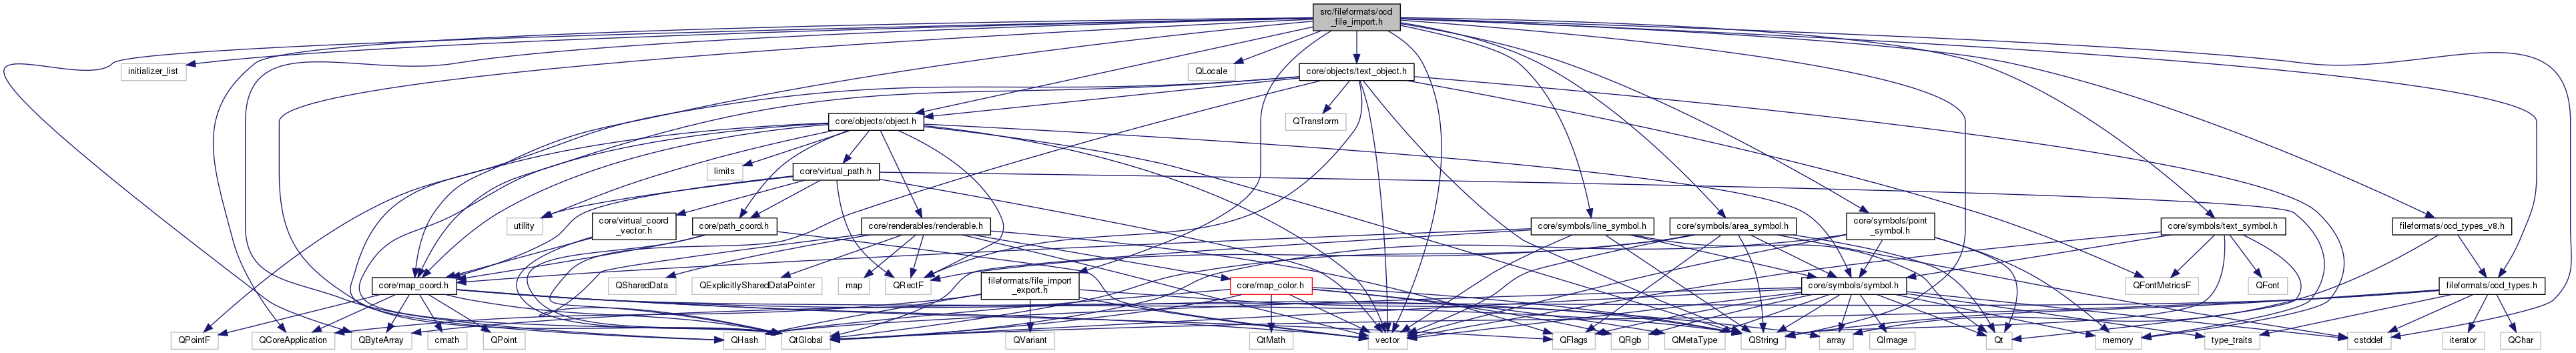 src/fileformats/ocd
_file_import.h
initializer_list
QLocale
core/objects/text_object.h
core/objects/object.h
QTransform
limits
core/virtual_path.h
utility
core/virtual_coord
_vector.h
core/path_coord.h
core/renderables/renderable.h
core/symbols/line_symbol.h
core/symbols/area_symbol.h
core/symbols/point
_symbol.h
core/symbols/text_symbol.h
fileformats/ocd_types_v8.h
core/map_coord.h
QSharedData
QExplicitlySharedDataPointer
map
QRectF
fileformats/file_import
_export.h
core/map_color.h
core/symbols/symbol.h
QFontMetricsF
QFont
fileformats/ocd_types.h
QPointF
QCoreApplication
QByteArray
cmath
QPoint
QHash
QtGlobal
QVariant
QtMath
vector
QFlags
QRgb
QMetaType
QString
array
QImage
Qt
memory
type_traits
cstddef
iterator
QChar